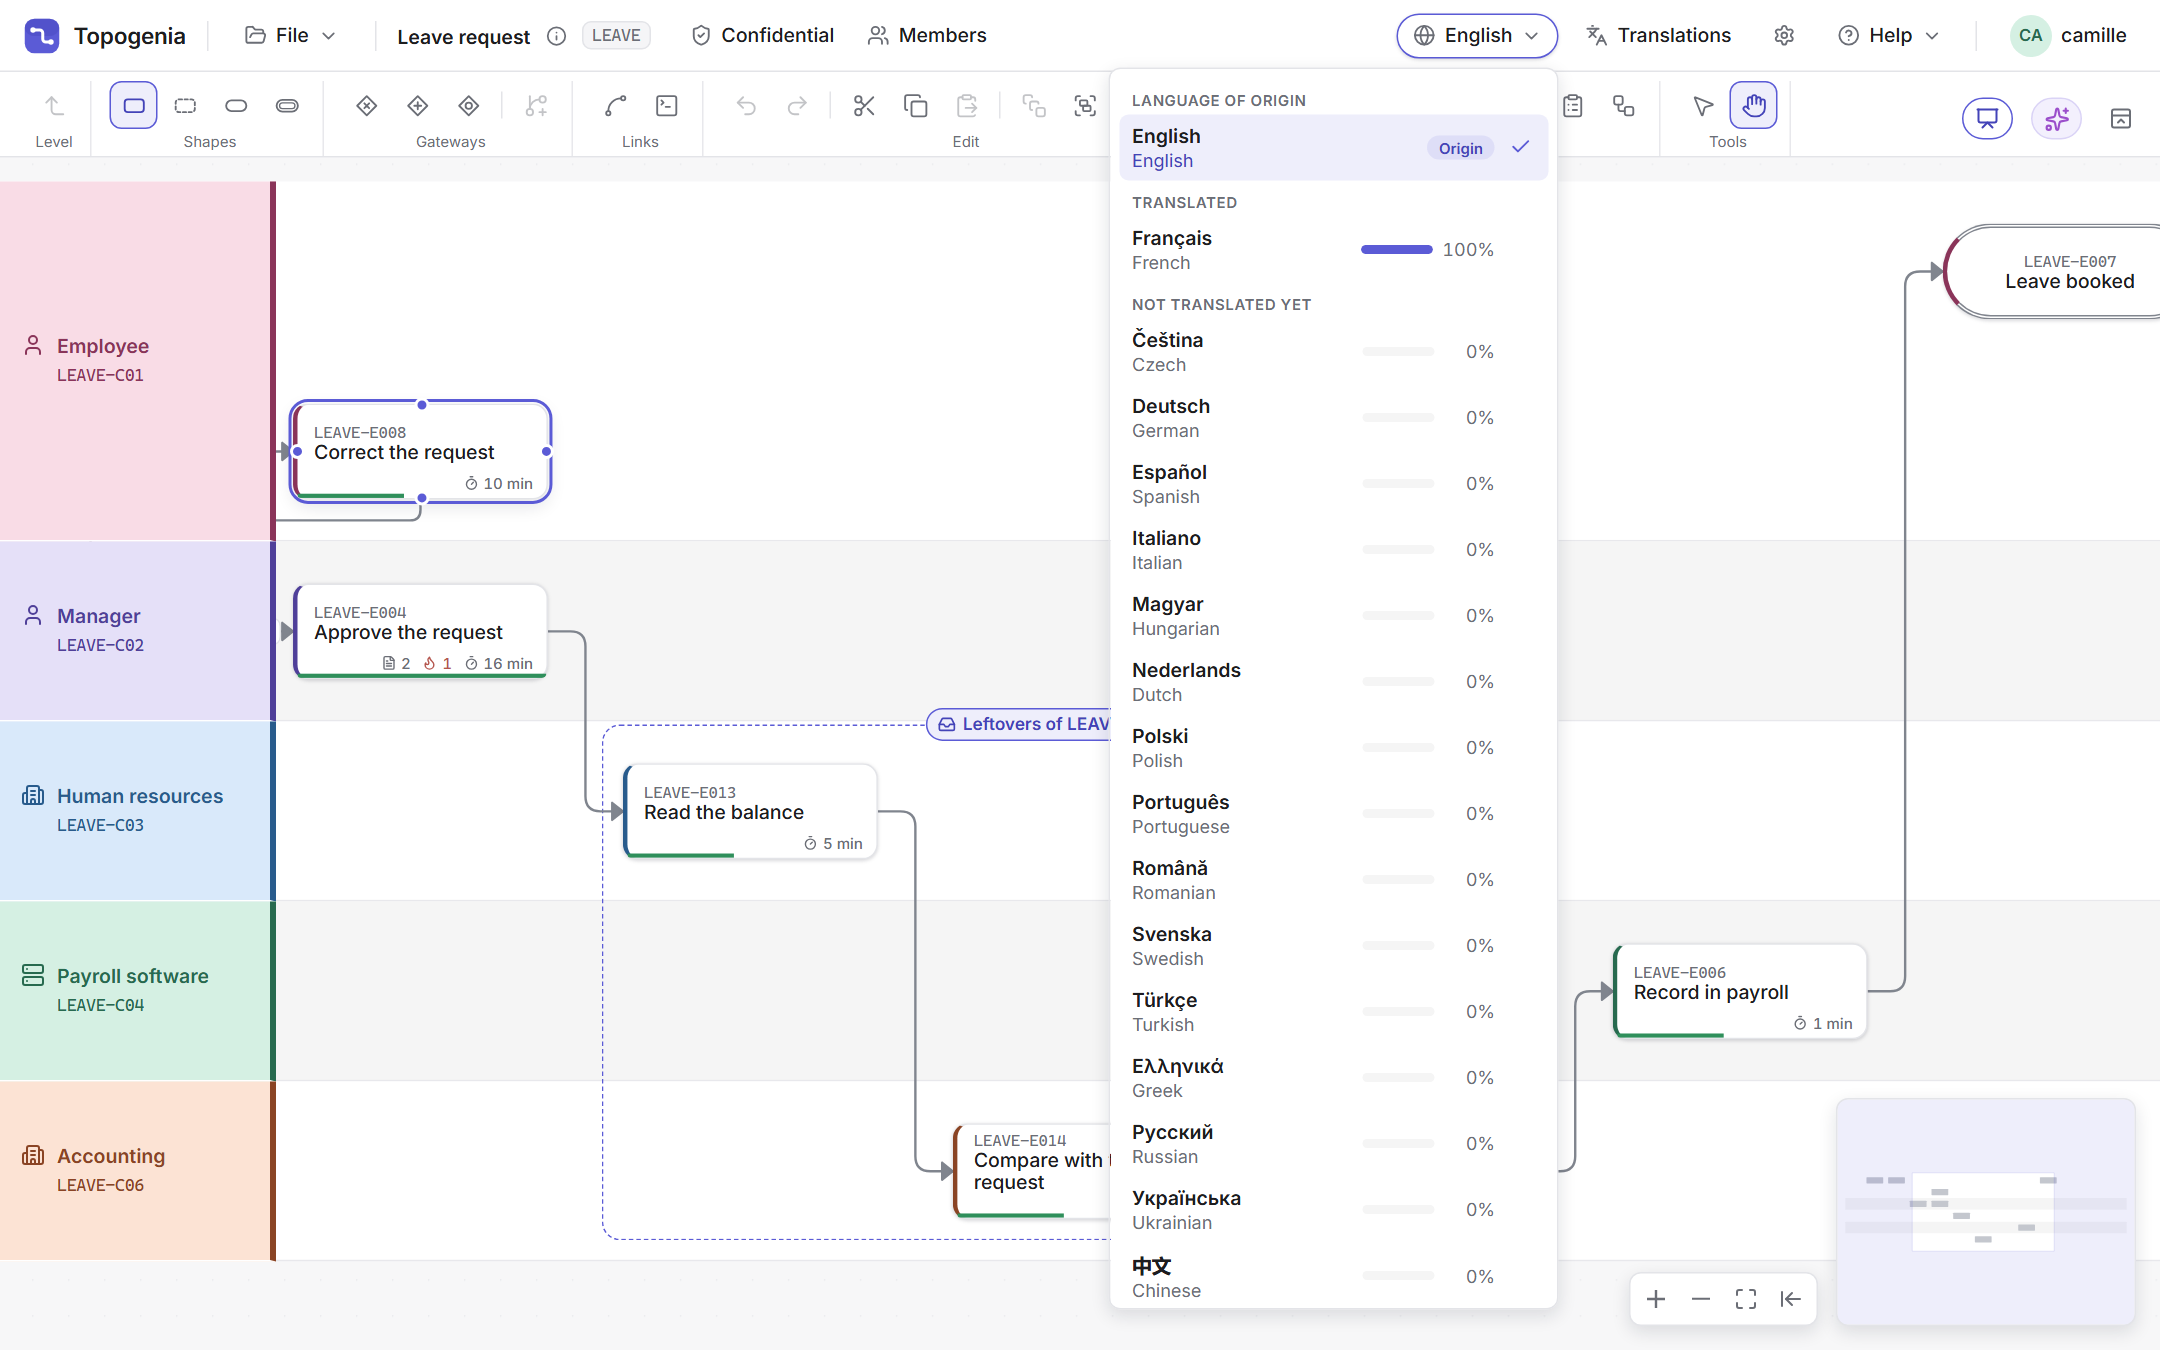 Topogenia
File
Leave request
LEAVE
Confidential
Members
English
Translations
Help
CA
camille
Level
Shapes
Gateways
Links
Edit
Tools
LANGUAGE OF ORIGIN
English
English
Origin
TRANSLATED
Français
French
100%
NOT TRANSLATED YET
Čeština
Czech
0%
Deutsch
German
0%
Español
Spanish
0%
Italiano
Italian
0%
Magyar
Hungarian
0%
Nederlands
Dutch
0%
Polski
Polish
0%
Português
Portuguese
0%
Română
Romanian
0%
Svenska
Swedish
0%
Türkçe
Turkish
0%
Ελληνικά
Greek
0%
Русский
Russian
0%
Українська
Ukrainian
0%
中文
Chinese
0%
Employee
LEAVE-C01
LEAVE-E008
Correct the request
10 min
LEAVE-E007
Leave booked
Manager
LEAVE-C02
LEAVE-E004
Approve the request
2
1
16 min
Leftovers of LEAV
Human resources
LEAVE-C03
LEAVE-E013
Read the balance
5 min
Payroll software
LEAVE-C04
LEAVE-E006
Record in payroll
1 min
Accounting
LEAVE-C06
LEAVE-E014
Compare with
request